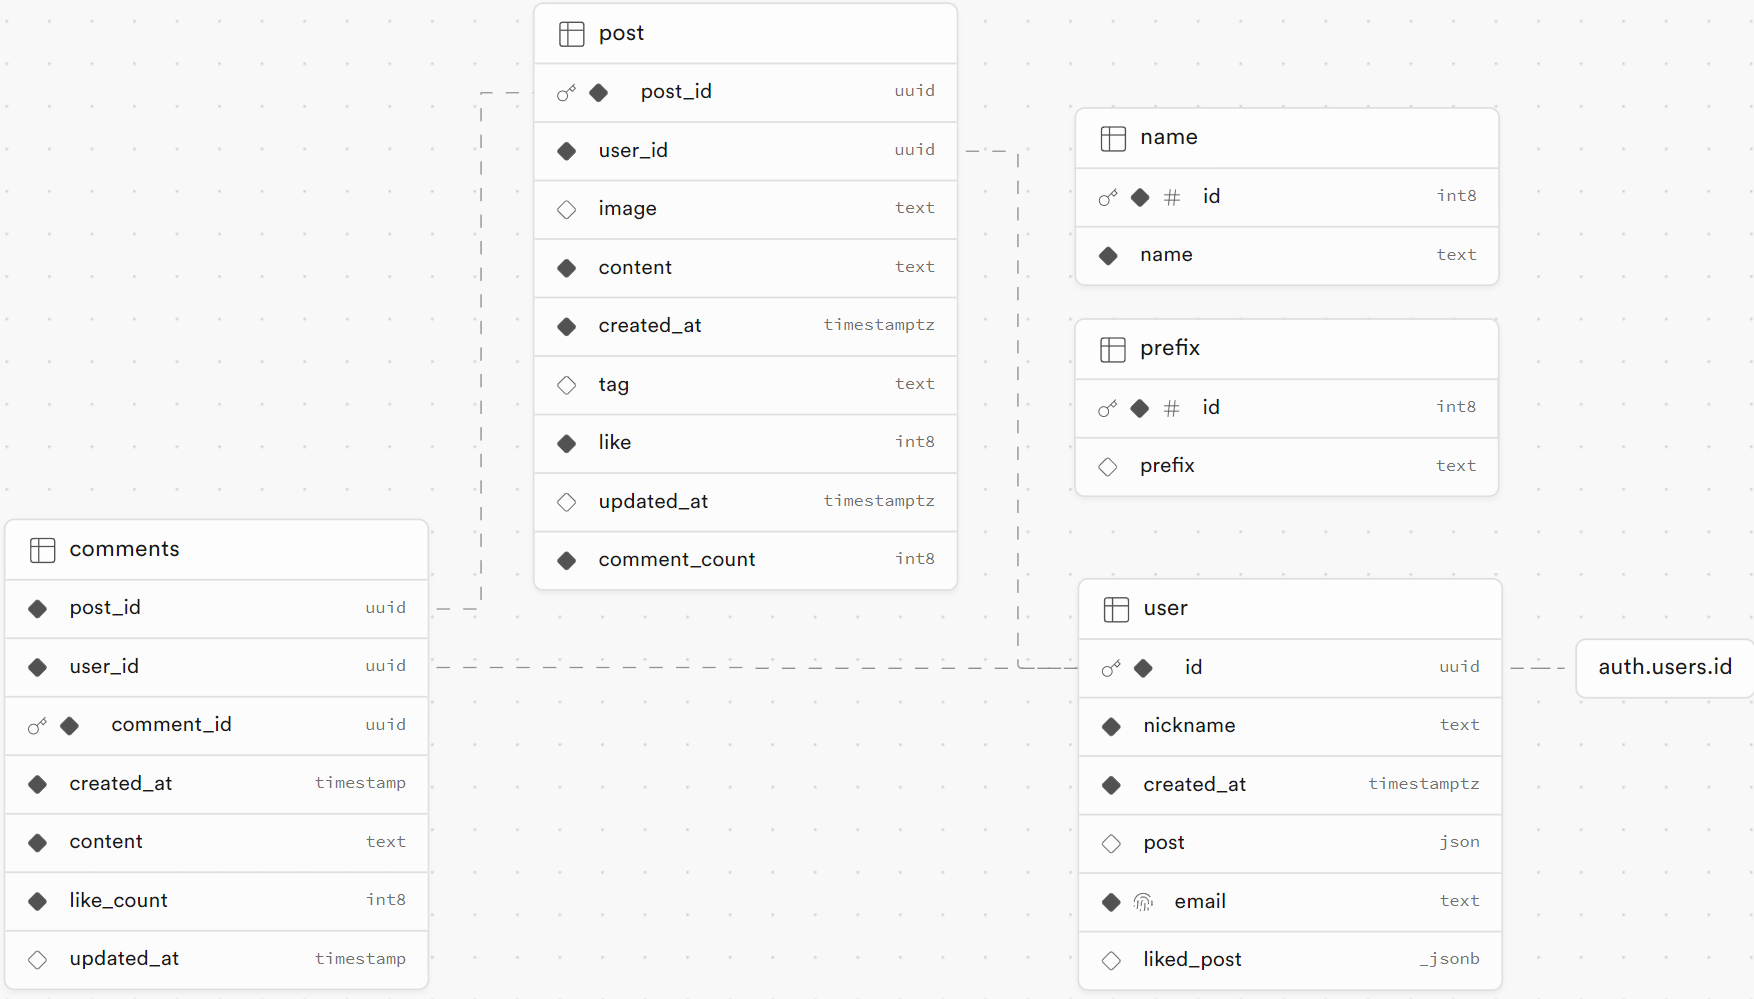 post
post_id uuid
user_id uuid
image text
content text
created_at timestamptz
tag text
like int8
updated_at timestamptz
comment_count int8
name
# id int8
name text
prefix
# id int8
prefix text
comments
post_id uuid
user_id uuid
comment_id uuid
created_at timestamp
content text
like_count int8
updated_at timestamp
user
id uuid
nickname text
created_at timestamptz
post json
email text
liked_post _jsonb
auth.users.id